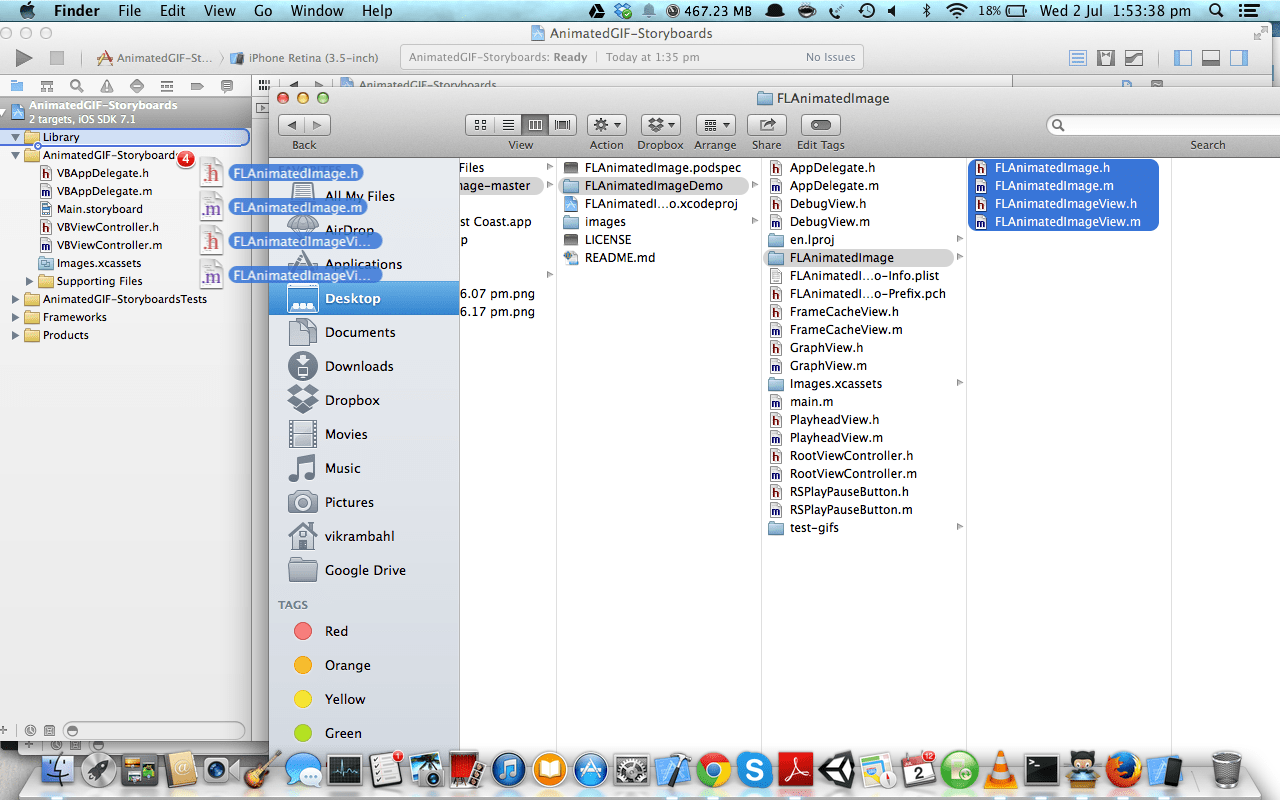 Finder File Edit View Go Window Help 467.23 MB 18% Wed 2 Jul 1:53:38 pm
AnimatedGIF-Storyboards
AnimatedGIF-St... iPhone Retina (3.5-inch) AnimatedGIF-Storyboards: Ready Today at 1:35 pm No Issues
AnimatedGIF-Storyboards
AnimatedGIF-Storyboards
2 targets, iOS SDK 7.1
Library
AnimatedGIF-Storyboards
4
VBAppDelegate.h
VBAppDelegate.m
Main.storyboard
VBViewController.h
VBViewController.m
Images.xcassets
Supporting Files
AnimatedGIF-StoryboardsTests
Frameworks
Products
FLAnimatedImage.h
FLAnimatedImage.m
FLAnimatedImageVi...
FLAnimatedImageVi...
FLAnimatedImage
Back View Action Dropbox Arrange Share Edit Tags Search
All My Files
AirDrop
Applications
Desktop
Documents
Downloads
Dropbox
Movies
Music
Pictures
vikrambahl
Google Drive
TAGS
Red
Orange
Yellow
Green
Files
mage-master
st Coast.app
p
6.07 pm.png
6.17 pm.png
FLAnimatedImage.podspec
FLAnimatedImageDemo
FLAnimatedI...o.xcodeproj
images
LICENSE
README.md
AppDelegate.h
AppDelegate.m
DebugView.h
DebugView.m
en.lproj
FLAnimatedImage
FLAnimatedI...o-Info.plist
FLAnimatedI...o-Prefix.pch
FrameCacheView.h
FrameCacheView.m
GraphView.h
GraphView.m
Images.xcassets
main.m
PlayheadView.h
PlayheadView.m
RootViewController.h
RootViewController.m
RSPlayPauseButton.h
RSPlayPauseButton.m
test-gifs
FLAnimatedImage.h
FLAnimatedImage.m
FLAnimatedImageView.h
FLAnimatedImageView.m